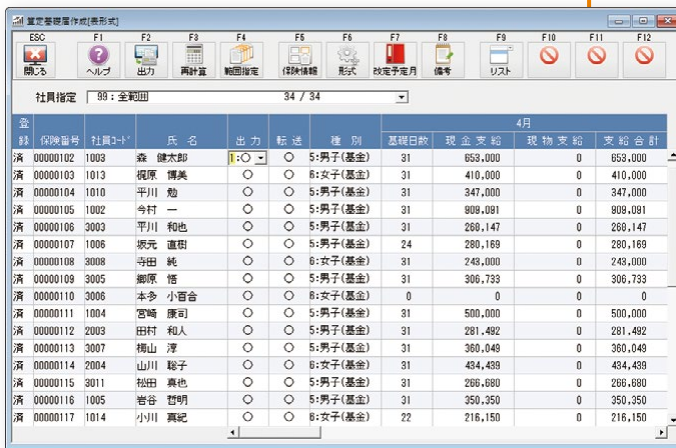 算定基礎届作成[表形式]
ESC F1 F2 F3 F4 F5 F6 F7 F8 F9 F10 F11 F12
閉じる ヘルプ 出力 再計算 範囲指定 保険情報 形式 改定予定月 備考 リスト
社員指定 99:全範囲 34 / 34
登録 保険番号 社員コード 氏 名 出 力 転 送 種 別 4月
基礎日数 現 金 支 給 現 物 支 給 支 給 合 計
済 00000102 1003 森 健太郎 1:○ ○ 5:男子(基金) 31 653,000 0 653,000
済 00000103 1013 梶原 博美 ○ ○ 6:女子(基金) 31 410,000 0 410,000
済 00000104 1010 平川 勉 ○ ○ 5:男子(基金) 31 347,000 0 347,000
済 00000105 1002 今村 一 ○ ○ 5:男子(基金) 31 909,091 0 909,091
済 00000106 3003 平川 和也 ○ ○ 5:男子(基金) 31 268,147 0 268,147
済 00000107 1006 坂元 直樹 ○ ○ 5:男子(基金) 24 280,169 0 280,169
済 00000108 3008 寺田 純 ○ ○ 6:女子(基金) 31 243,000 0 243,000
済 00000109 3005 郷原 悟 ○ ○ 5:男子(基金) 31 306,733 0 306,733
済 00000110 3006 本多 小百合 ○ ○ 6:女子(基金) 0 0 0 0
済 00000111 1004 宮崎 康司 ○ ○ 5:男子(基金) 31 500,000 0 500,000
済 00000112 2003 田村 和人 ○ ○ 5:男子(基金) 31 281,492 0 281,492
済 00000113 3007 梅山 淳 ○ ○ 5:男子(基金) 31 360,049 0 360,049
済 00000114 2004 山川 聡子 ○ ○ 6:女子(基金) 31 434,439 0 434,439
済 00000115 3011 松田 真也 ○ ○ 5:男子(基金) 31 266,680 0 266,680
済 00000116 1005 岩谷 哲明 ○ ○ 5:男子(基金) 31 350,350 0 350,350
済 00000117 1014 小川 真紀 ○ ○ 6:女子(基金) 22 216,150 0 216,150